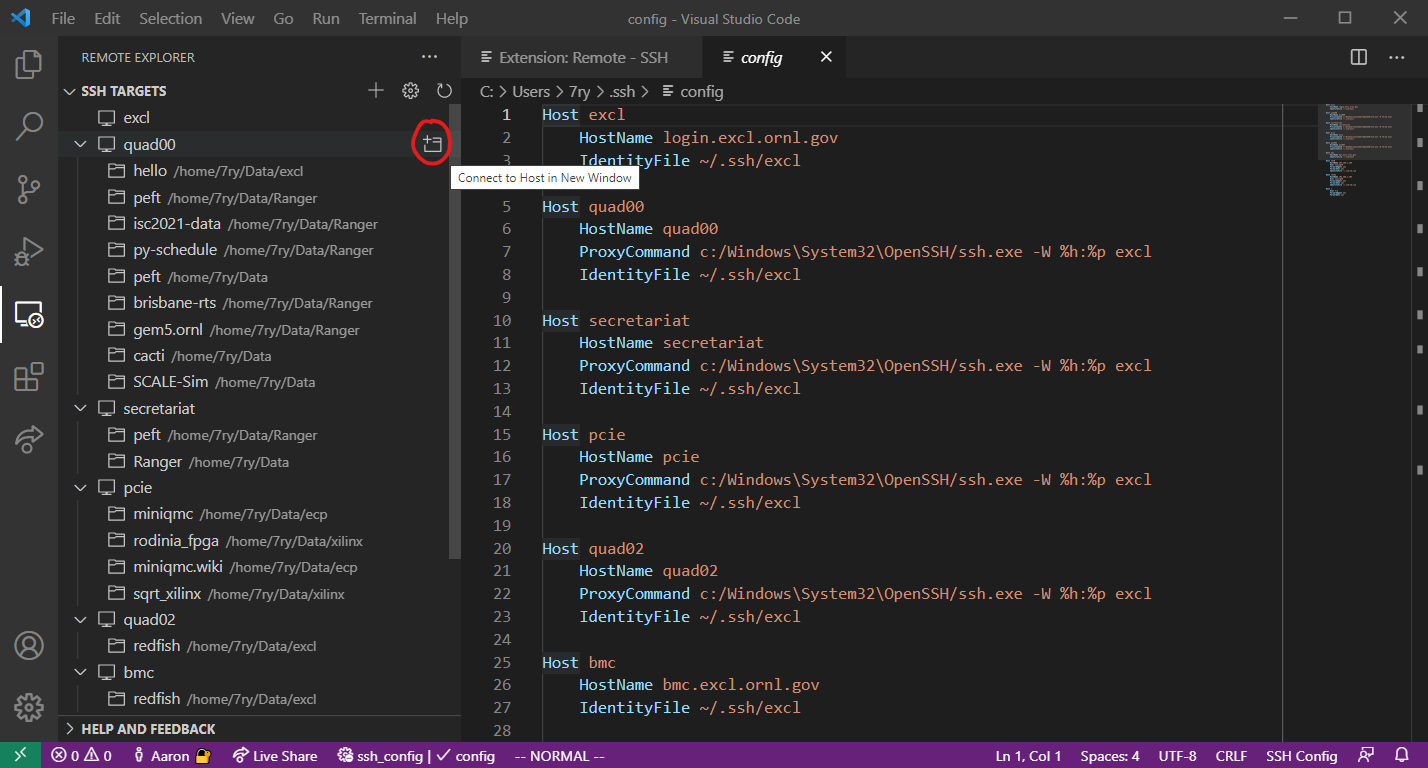 File Edit Selection View Go Run Terminal Help
config - Visual Studio Code
REMOTE EXPLORER
SSH TARGETS
excl
quad00
hello /home/7ry/Data/excl
peft /home/7ry/Data/Ranger
isc2021-data /home/7ry/Data/Ranger
py-schedule /home/7ry/Data/Ranger
peft /home/7ry/Data
brisbane-rts /home/7ry/Data/Ranger
gem5.ornl /home/7ry/Data/Ranger
cacti /home/7ry/Data
SCALE-Sim /home/7ry/Data
secretariat
peft /home/7ry/Data/Ranger
Ranger /home/7ry/Data
pcie
miniqmc /home/7ry/Data/ecp
rodinia_fpga /home/7ry/Data/xilinx
miniqmc.wiki /home/7ry/Data/ecp
sqrt_xilinx /home/7ry/Data/xilinx
quad02
redfish /home/7ry/Data/excl
bmc
redfish /home/7ry/Data/excl
HELP AND FEEDBACK
Extension: Remote - SSH
config
C: > Users > 7ry > .ssh > config
1 Host excl
2 HostName login.excl.ornl.gov
3 IdentityFile ~/.ssh/excl
Connect to Host in New Window
5 Host quad00
6 HostName quad00
7 ProxyCommand c:/Windows\System32\OpenSSH/ssh.exe -W %h:%p excl
8 IdentityFile ~/.ssh/excl
9
10 Host secretariat
11 HostName secretariat
12 ProxyCommand c:/Windows\System32\OpenSSH/ssh.exe -W %h:%p excl
13 IdentityFile ~/.ssh/excl
14
15 Host pcie
16 HostName pcie
17 ProxyCommand c:/Windows\System32\OpenSSH/ssh.exe -W %h:%p excl
18 IdentityFile ~/.ssh/excl
19
20 Host quad02
21 HostName quad02
22 ProxyCommand c:/Windows\System32\OpenSSH/ssh.exe -W %h:%p excl
23 IdentityFile ~/.ssh/excl
24
25 Host bmc
26 HostName bmc.excl.ornl.gov
27 IdentityFile ~/.ssh/excl
28
0 0 Aaron Live Share ssh_config | config -- NORMAL -- Ln 1, Col 1 Spaces: 4 UTF-8 CRLF SSH Config